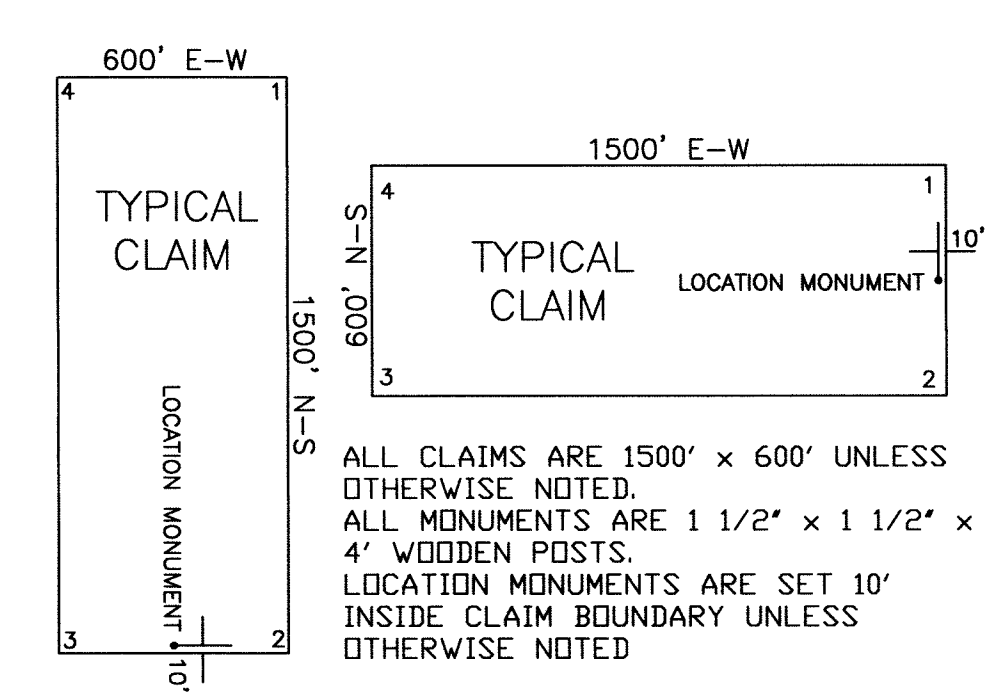 600' E-W
4
1
TYPICAL
CLAIM
1500' N-S
LOCATION MONUMENT
3
2
10'
1500' E-W
4
1
600' N-S
TYPICAL
CLAIM
10'
LOCATION MONUMENT
3
2
ALL CLAIMS ARE 1500' x 600' UNLESS
OTHERWISE NOTED.
ALL MONUMENTS ARE 1 1/2" x 1 1/2" x
4' WOODEN POSTS.
LOCATION MONUMENTS ARE SET 10'
INSIDE CLAIM BOUNDARY UNLESS
OTHERWISE NOTED